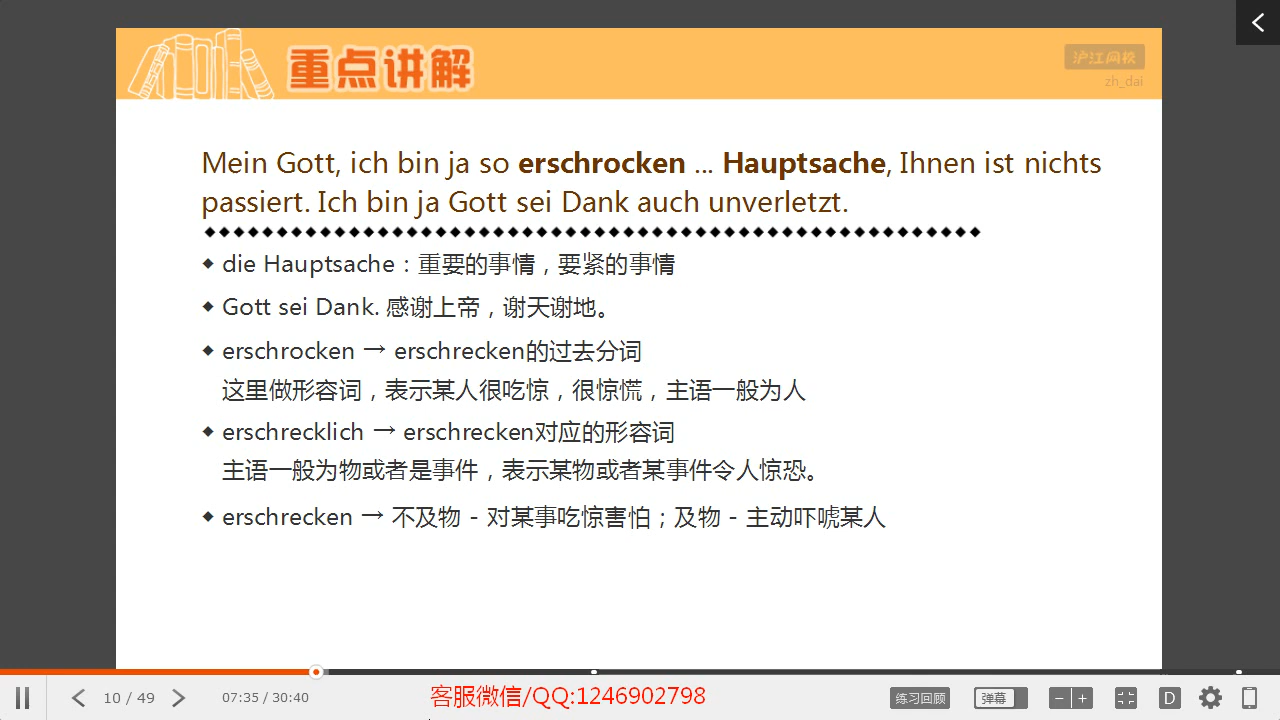 重点讲解
沪江网校
zh_dai
Mein Gott, ich bin ja so erschrocken ... Hauptsache, Ihnen ist nichts
passiert. Ich bin ja Gott sei Dank auch unverletzt.
die Hauptsache：重要的事情，要紧的事情
Gott sei Dank. 感谢上帝，谢天谢地。
erschrocken → erschrecken的过去分词
这里做形容词，表示某人很吃惊，很惊慌，主语一般为人
erschrecklich → erschrecken对应的形容词
主语一般为物或者是事件，表示某物或者某事件令人惊恐。
erschrecken → 不及物 - 对某事吃惊害怕；及物 - 主动吓唬某人
10 / 49 07:35 / 30:40 客服微信/QQ:1246902798 练习回顾 弹幕 − + D